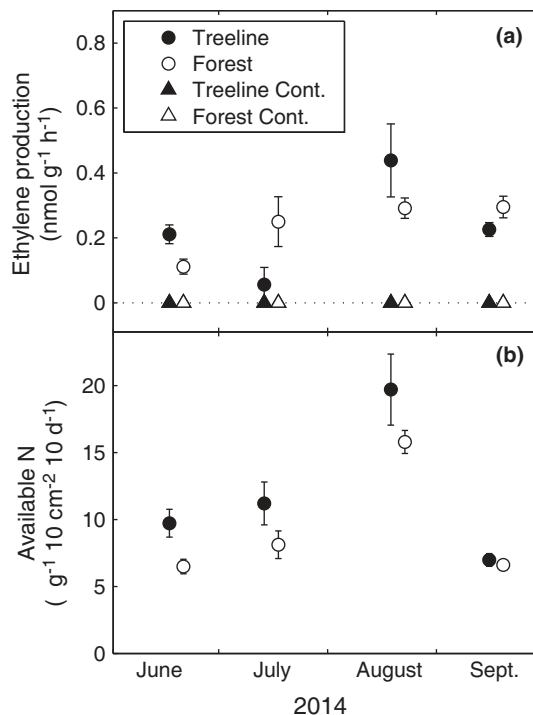 (a)
Treeline
Forest
Treeline Cont.
Forest Cont.
Ethylene production
(nmol g-1 h-1)
0.8
0.6
0.4
0.2
0
(b)
Available N
( g-1 10 cm-2 10 d-1)
20
15
10
5
0
June July August Sept.
2014